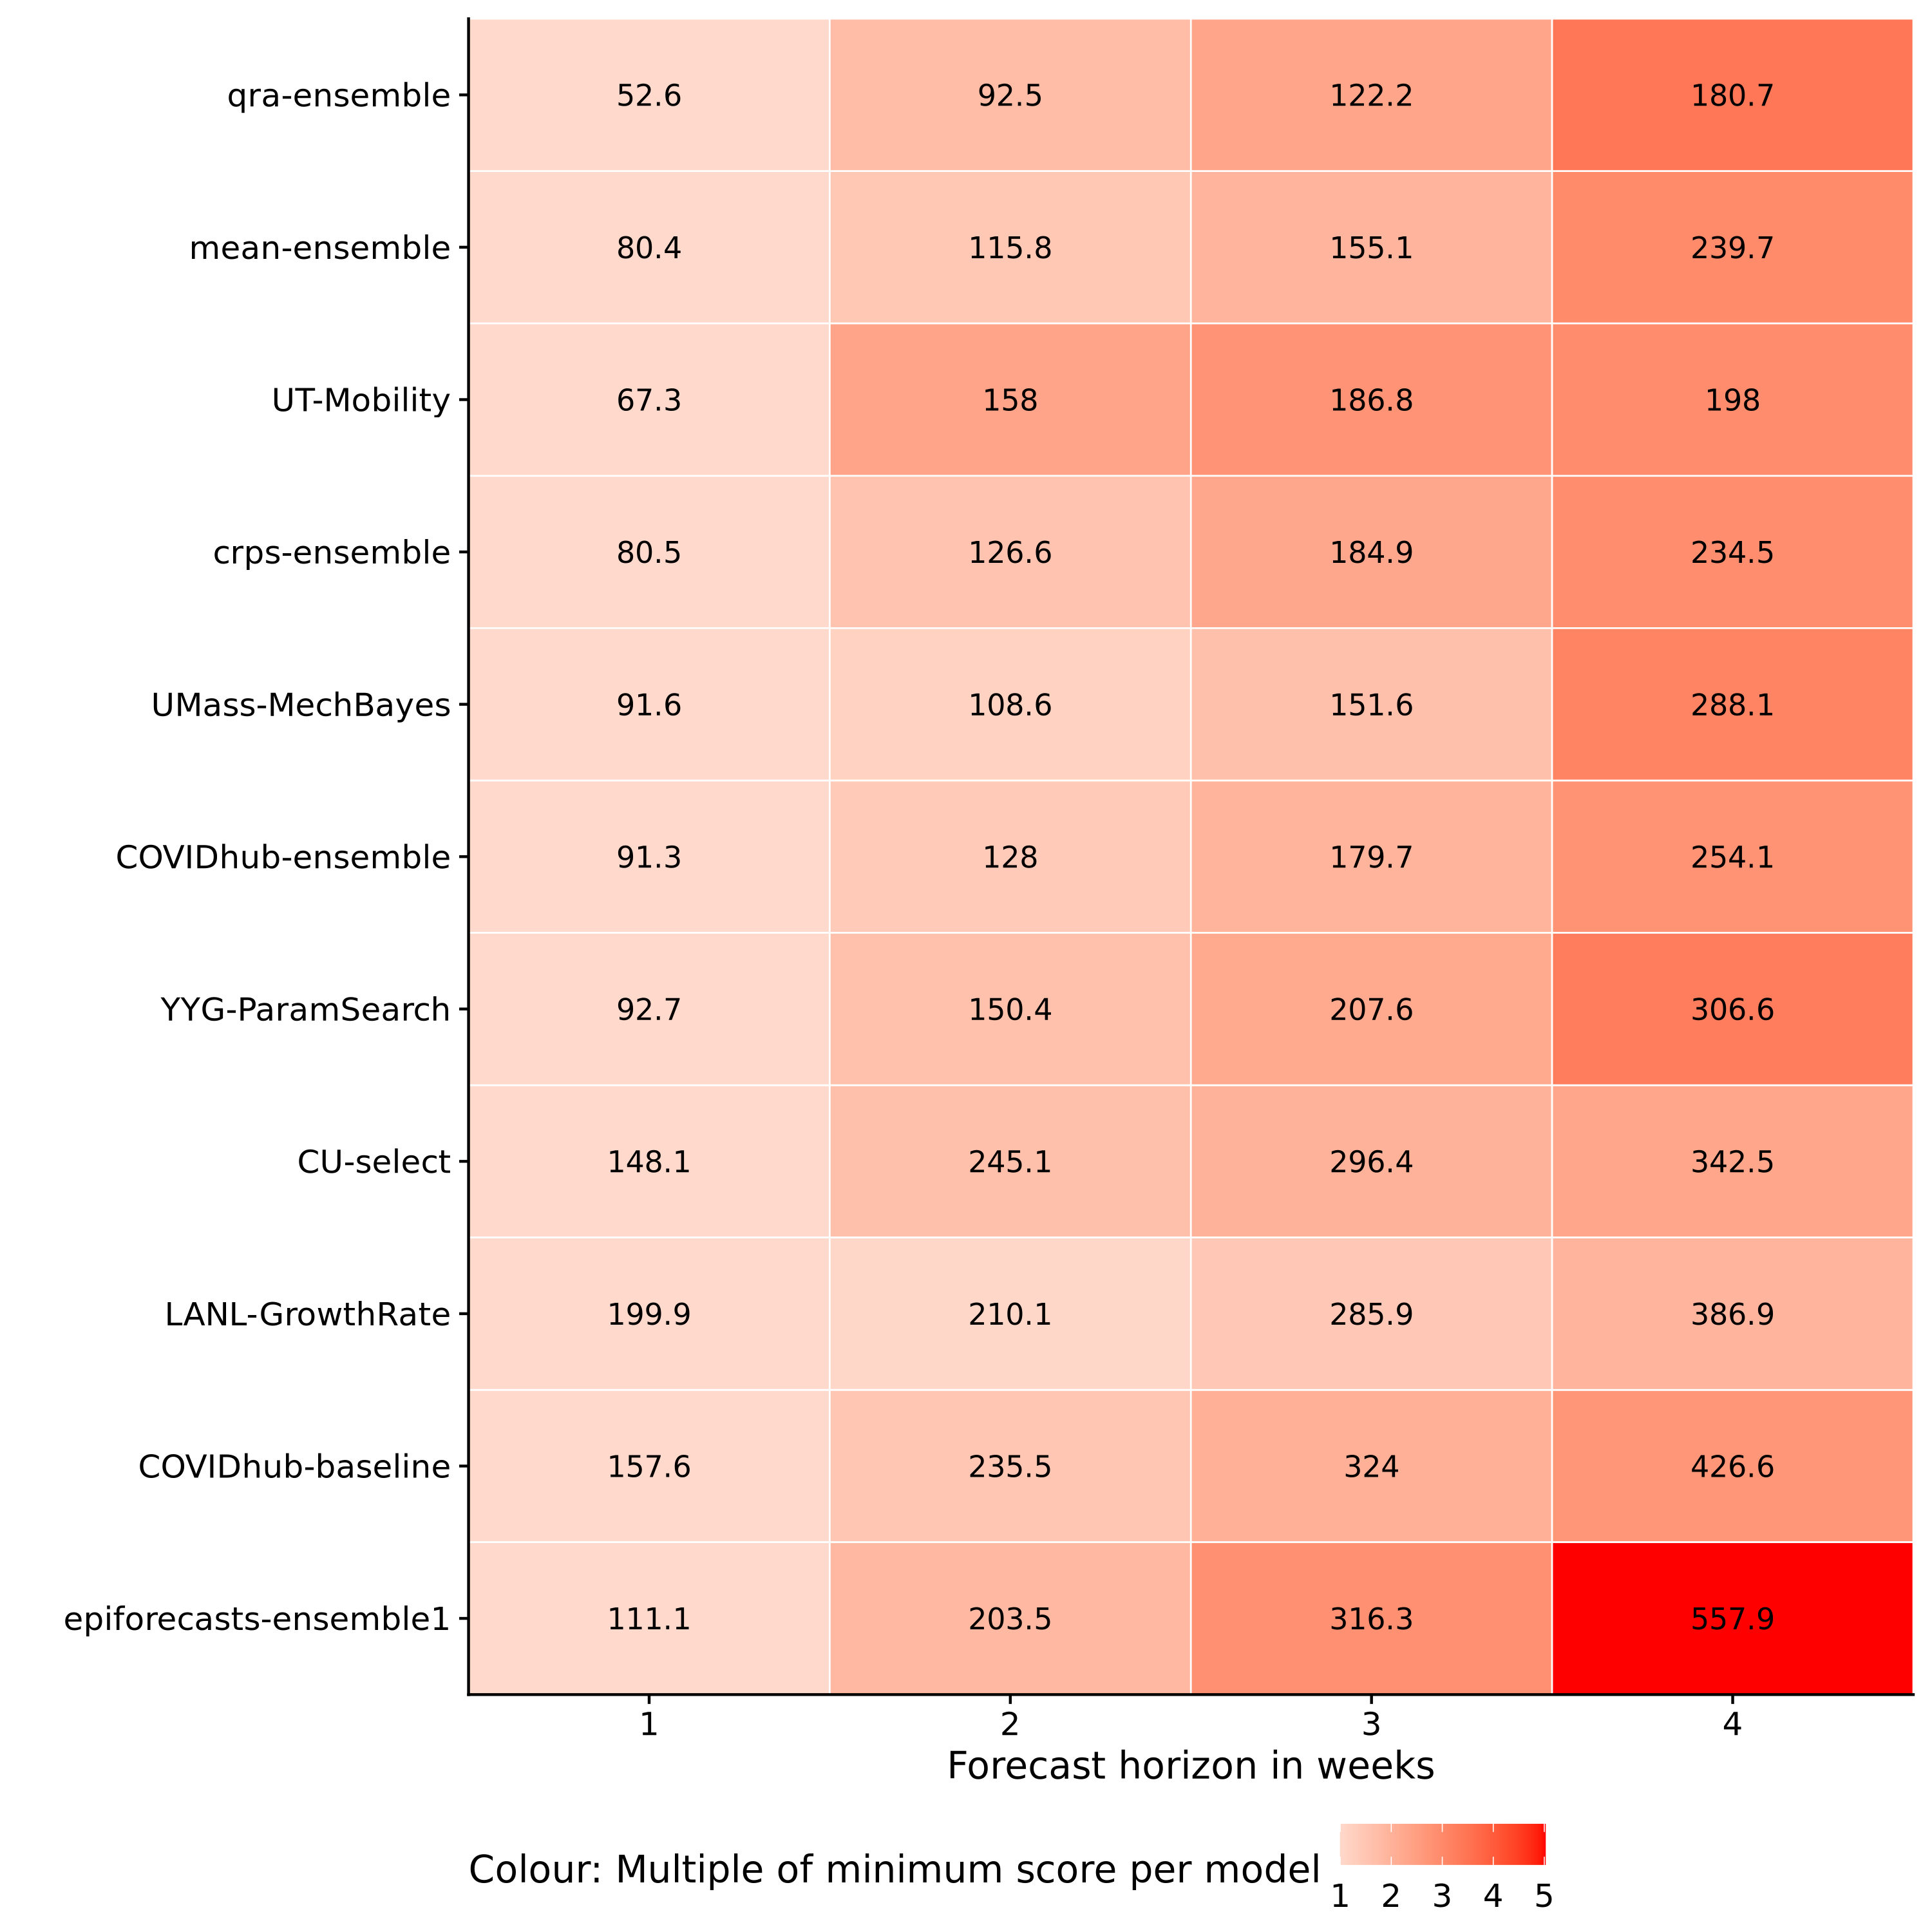 qra-ensemble 52.6 92.5 122.2 180.7
mean-ensemble 80.4 115.8 155.1 239.7
UT-Mobility 67.3 158 186.8 198
crps-ensemble 80.5 126.6 184.9 234.5
UMass-MechBayes 91.6 108.6 151.6 288.1
COVIDhub-ensemble 91.3 128 179.7 254.1
YYG-ParamSearch 92.7 150.4 207.6 306.6
CU-select 148.1 245.1 296.4 342.5
LANL-GrowthRate 199.9 210.1 285.9 386.9
COVIDhub-baseline 157.6 235.5 324 426.6
epiforecasts-ensemble1 111.1 203.5 316.3 557.9
1 2 3 4
Forecast horizon in weeks
Colour: Multiple of minimum score per model
1 2 3 4 5